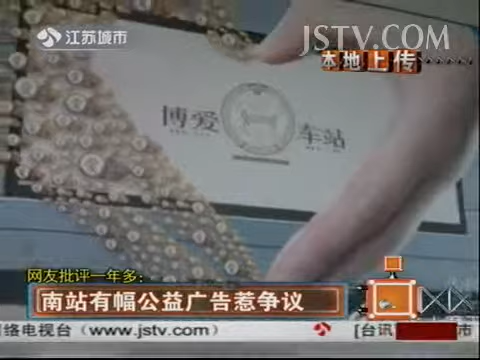 江苏城市
JSTV.COM
本地上传
博爱 车站
网友批评一年多：
南站有幅公益广告惹争议
络电视台（www.jstv.com）
[台讯
市